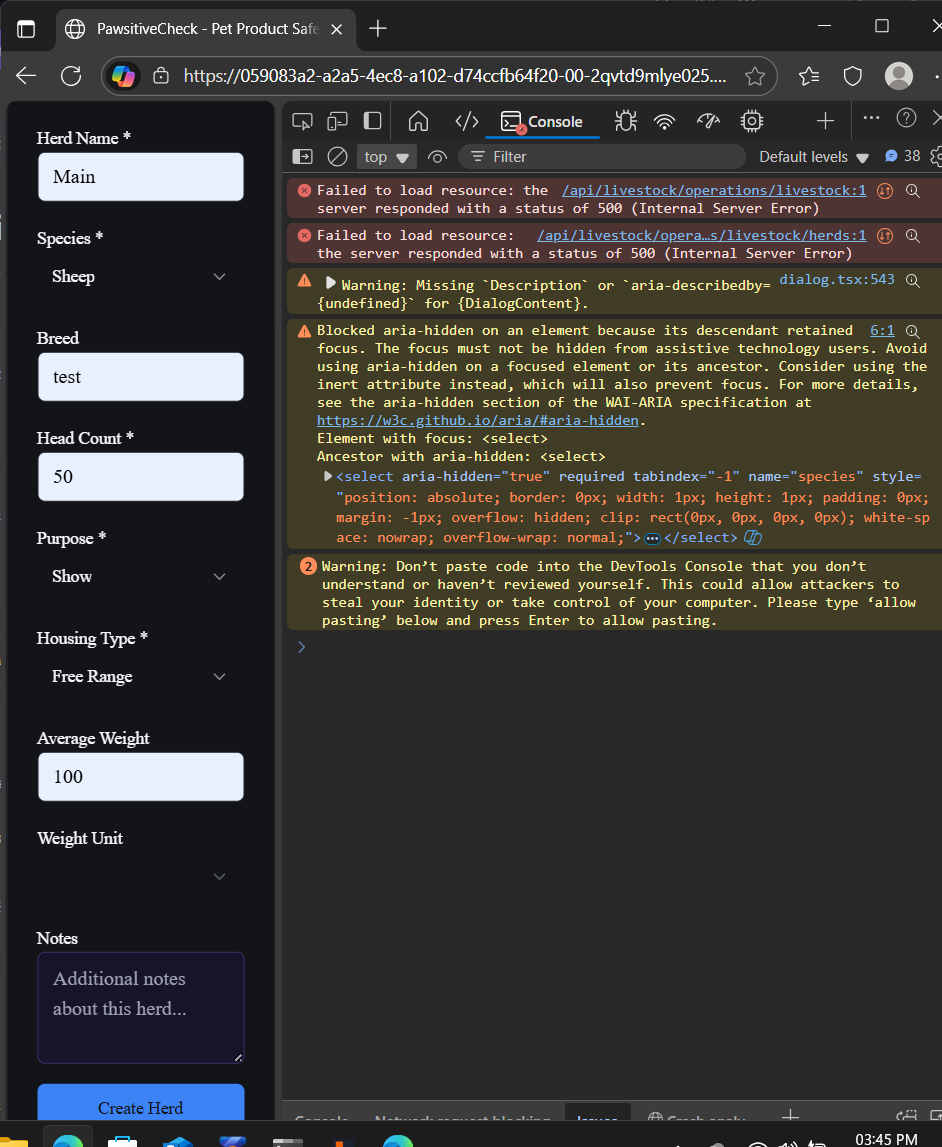 PawsitiveCheck - Pet Product Safe
https://059083a2-a2a5-4ec8-a102-d74ccfb64f20-00-2qvtd9mlye025....
Herd Name *
Main
Species *
Sheep
Breed
test
Head Count *
50
Purpose *
Show
Housing Type *
Free Range
Average Weight
100
Weight Unit
Notes
Additional notes
about this herd...
Create Herd
Console
top
Filter
Default levels
38
Failed to load resource: the /api/livestock/operations/livestock:1
server responded with a status of 500 (Internal Server Error)
Failed to load resource: /api/livestock/opera…s/livestock/herds:1
the server responded with a status of 500 (Internal Server Error)
Warning: Missing `Description` or `aria-describedby= dialog.tsx:543
{undefined}` for {DialogContent}.
Blocked aria-hidden on an element because its descendant retained 6:1
focus. The focus must not be hidden from assistive technology users. Avoid
using aria-hidden on a focused element or its ancestor. Consider using the
inert attribute instead, which will also prevent focus. For more details,
see the aria-hidden section of the WAI-ARIA specification at
https://w3c.github.io/aria/#aria-hidden.
Element with focus: <select>
Ancestor with aria-hidden: <select>
<select aria-hidden="true" required tabindex="-1" name="species" style=
"position: absolute; border: 0px; width: 1px; height: 1px; padding: 0px;
margin: -1px; overflow: hidden; clip: rect(0px, 0px, 0px, 0px); white-sp
ace: nowrap; overflow-wrap: normal;">…</select>
2 Warning: Don’t paste code into the DevTools Console that you don’t
understand or haven’t reviewed yourself. This could allow attackers to
steal your identity or take control of your computer. Please type ‘allow
pasting’ below and press Enter to allow pasting.
Console Network request blocking Issues Crash analy
03:45 PM